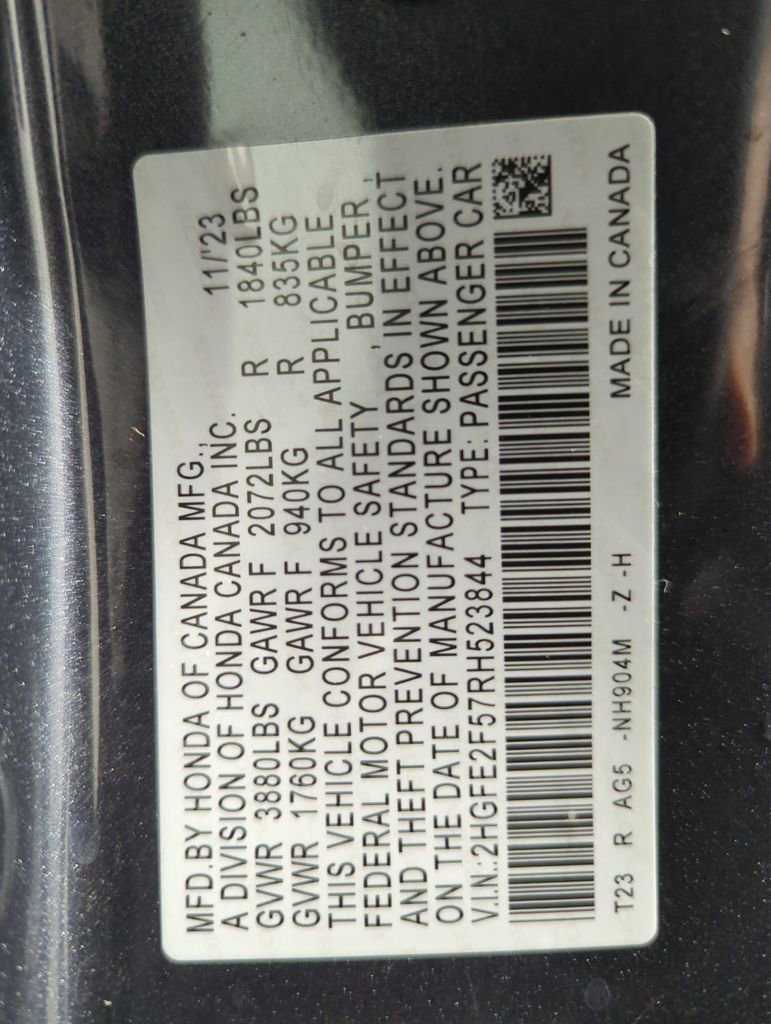 MFD.BY HONDA OF CANADA MFG.,
A DIVISION OF HONDA CANADA INC. 11/'23
GVWR 3880LBS GAWR F 2072LBS R 1840LBS
GVWR 1760KG GAWR F 940KG R 835KG
THIS VEHICLE CONFORMS TO ALL APPLICABLE
FEDERAL MOTOR VEHICLE SAFETY , BUMPER ,
AND THEFT PREVENTION STANDARDS IN EFFECT
ON THE DATE OF MANUFACTURE SHOWN ABOVE.
V.I.N.:2HGFE2F57RH523844 TYPE: PASSENGER CAR
T23 R AG5 -NH904M -Z -H MADE IN CANADA